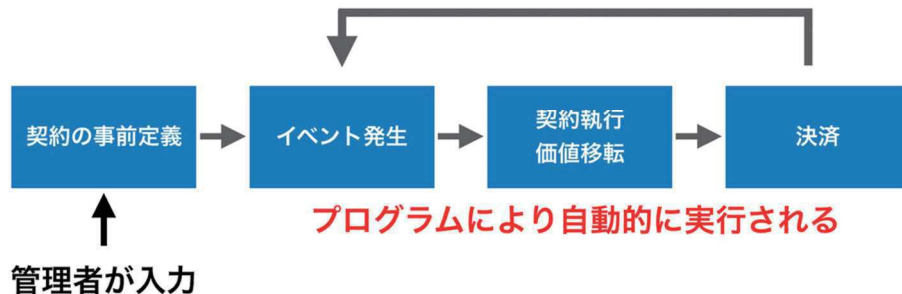 契約の事前定義
イベント発生
契約執行
価値移転
決済
プログラムにより自動的に実行される
管理者が入力